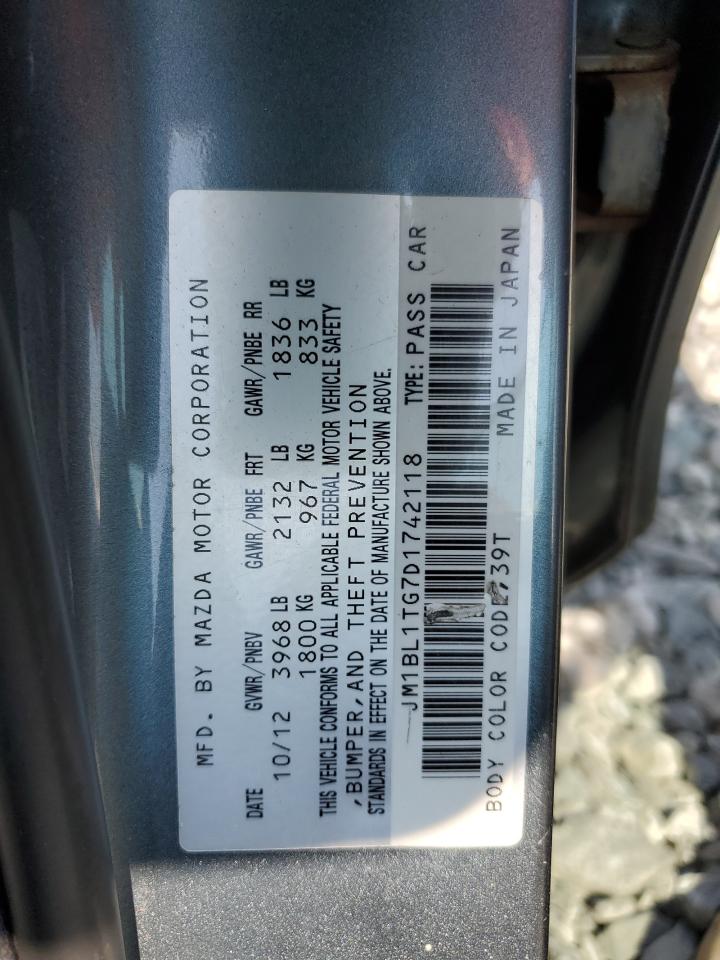 MFD. BY MAZDA MOTOR CORPORATION
DATE GVWR/PNBV GAWR/PNBE FRT GAWR/PNBE RR
10/12 3968 LB 2132 LB 1836 LB
1800 KG 967 KG 833 KG
THIS VEHICLE CONFORMS TO ALL APPLICABLE FEDERAL MOTOR VEHICLE SAFETY
,BUMPER,AND THEFT PREVENTION
STANDARDS IN EFFECT ON THE DATE OF MANUFACTURE SHOWN ABOVE.
JM1BL1TG7D1742118 TYPE: PASS CAR
MADE IN JAPAN
BODY COLOR CODE;39T